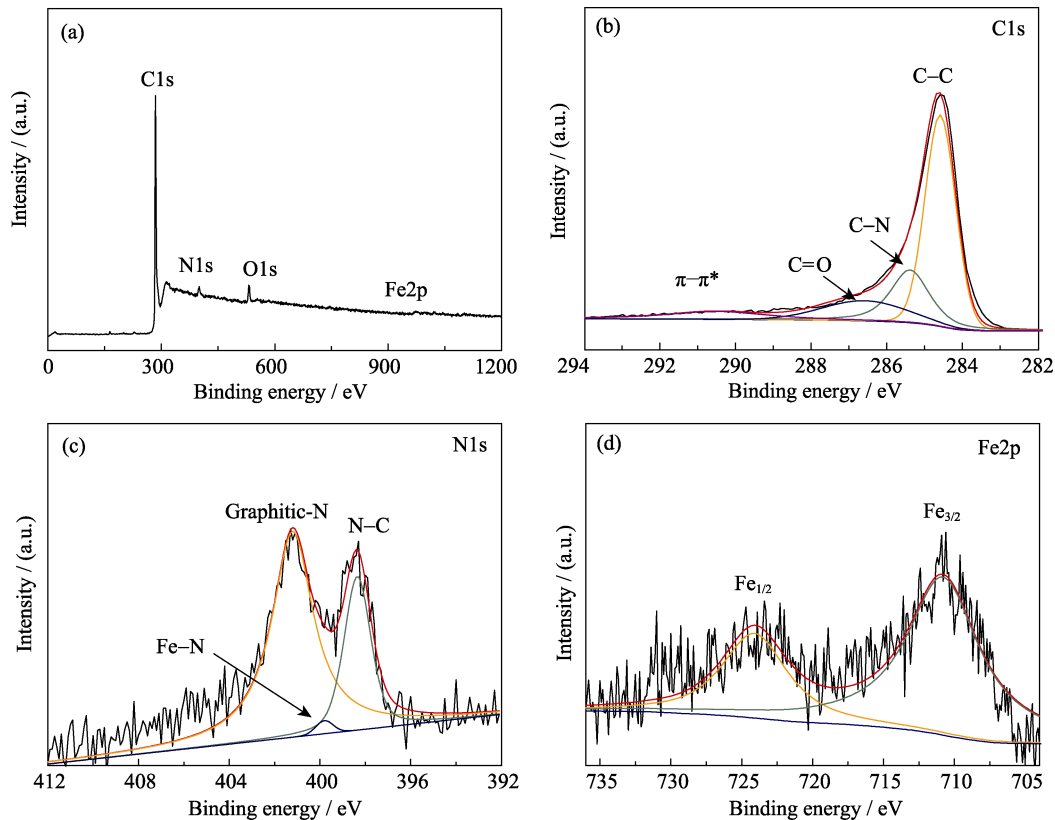 (a)
C1s
N1s
O1s
Fe2p
Intensity / (a.u.)
0 300 600 900 1200
Binding energy / eV
(b)
C1s
C–C
C–N
C=O
π–π*
Intensity / (a.u.)
294 292 290 288 286 284 282
Binding energy / eV
(c)
N1s
Graphitic-N
N–C
Fe–N
Intensity / (a.u.)
412 408 404 400 396 392
Binding energy / eV
(d)
Fe2p
Fe3/2
Fe1/2
Intensity / (a.u.)
735 730 725 720 715 710 705
Binding energy / eV